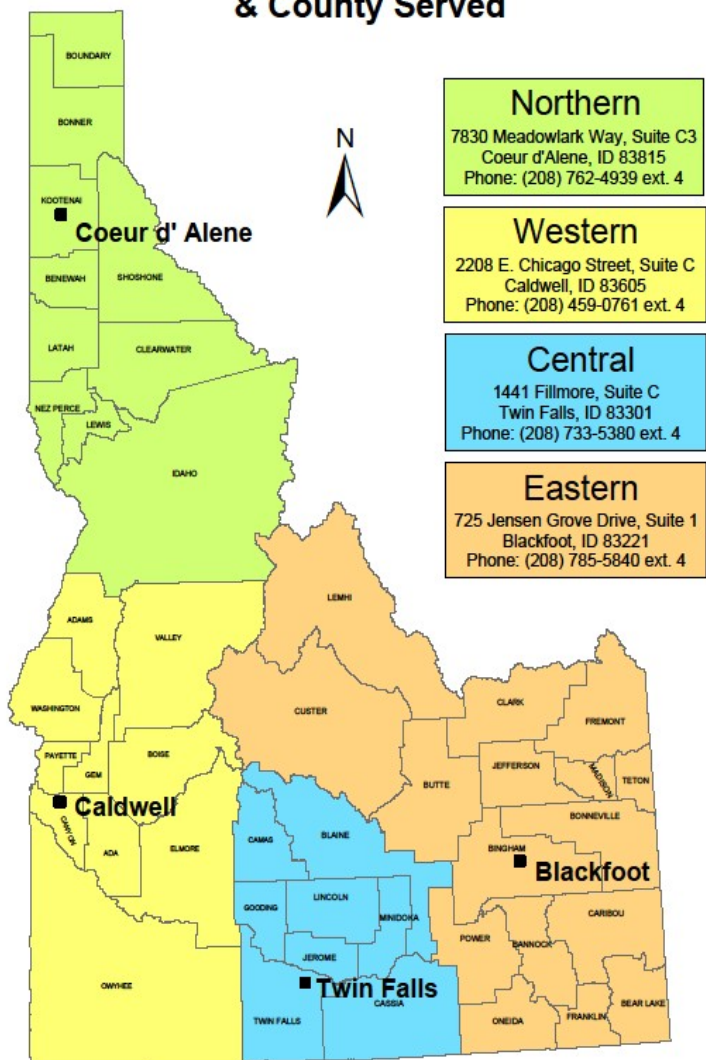 & County Served
BOUNDARY
BONNER
N
Northern
7830 Meadowlark Way, Suite C3
Coeur d'Alene, ID 83815
Phone: (208) 762-4939 ext. 4
KOOTENAI
Coeur d' Alene
Western
2208 E. Chicago Street, Suite C
Caldwell, ID 83605
Phone: (208) 459-0761 ext. 4
BENEWAH
SHOSHONE
LATAH
CLEARWATER
Central
1441 Fillmore, Suite C
Twin Falls, ID 83301
Phone: (208) 733-5380 ext. 4
NEZ PERCE
LEWIS
IDAHO
Eastern
725 Jensen Grove Drive, Suite 1
Blackfoot, ID 83221
Phone: (208) 785-5840 ext. 4
LEMHI
ADAMS
VALLEY
WASHINGTON
CUSTER
CLARK
FREMONT
PAYETTE
GEM
BOISE
BUTTE
JEFFERSON
MADISON
TETON
Caldwell
CANYON
ADA
ELMORE
CAMAS
BLAINE
BONNEVILLE
BINGHAM
Blackfoot
GOODING
LINCOLN
MINIDOKA
CARIBOU
POWER
BANNOCK
JEROME
OWYHEE
Twin Falls
CASSIA
TWIN FALLS
ONEIDA
FRANKLIN
BEAR LAKE